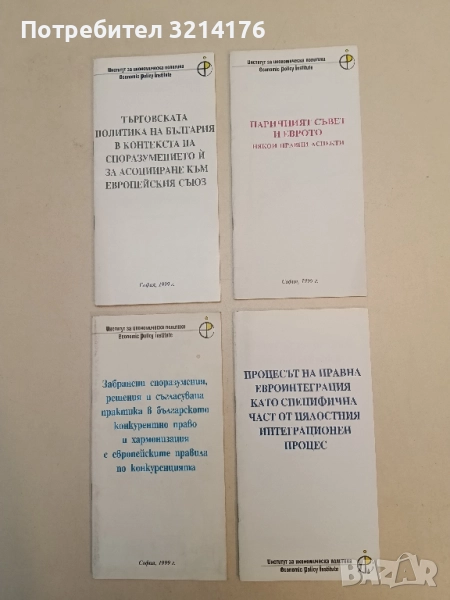 Позвънете: 3214176
Институт за икономическа политика
Economic Policy Institute
ТЪРГОВСКАТА
ПОЛИТИКА НА БЪЛГАРИЯ
В КОНТЕКСТА НА
СПОРАЗУМЕНИЕТО Й
ЗА АСОЦИИРАНЕ КЪМ
ЕВРОПЕЙСКИЯ СЪЮЗ
София, 1999 г.
Институт за икономическа политика
Economic Policy Institute
ПАРИЧНИЯТ СЪВЕТ
И ЕВРОТО
НЯКОИ ПРАВНИ АСПЕКТИ
София, 1999 г.
Институт за икономическа политика
Economic Policy Institute
Забранени споразумения,
решения и съгласувана
практика в българското
конкурентно право
и хармонизация
с европейските правила
по конкуренцията
София, 1999 г.
ПРОЦЕСЪТ НА ПРАВНА
ЕВРОИНТЕГРАЦИЯ
КАТО СПЕЦИФИЧНА
ЧАСТ ОТ ЦЯЛОСТНИЯ
ИНТЕГРАЦИОНЕН
ПРОЦЕС
Институт за икономическа политика
Economic Policy Institute
BAZAR.BG